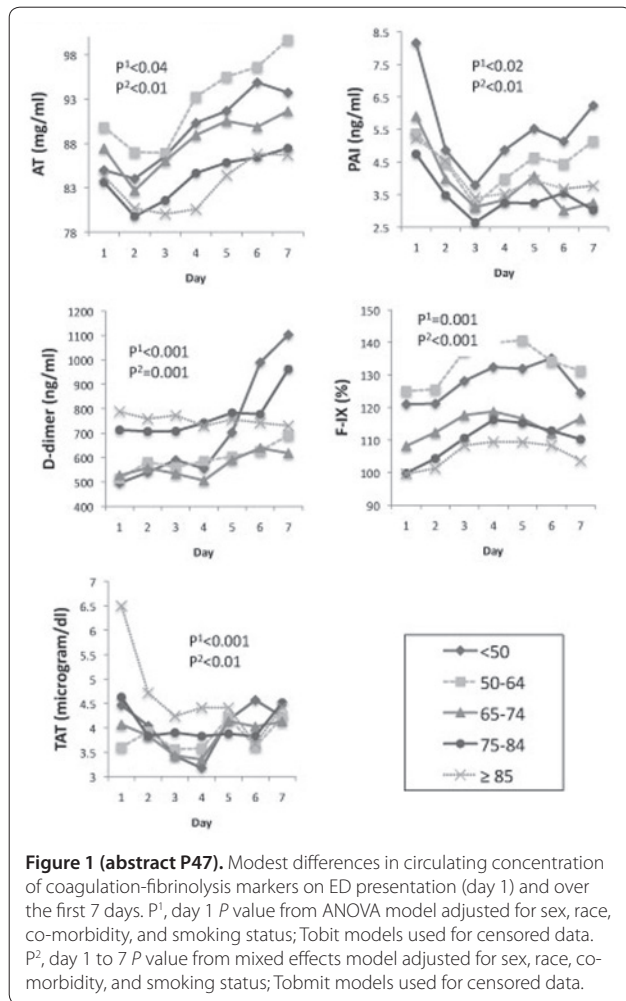 98
93
88
83
78
AT (mg/ml)
P¹<0.04
P²<0.01
1 2 3 4 5 6 7
Day
8.5
7.5
6.5
5.5
4.5
3.5
2.5
PAI (ng/ml)
P¹<0.02
P²<0.01
1 2 3 4 5 6 7
Day
1200
1100
1000
900
800
700
600
500
400
D-dimer (ng/ml)
P¹<0.001
P²=0.001
1 2 3 4 5 6 7
Day
150
140
130
120
110
100
90
F-IX (%)
P¹=0.001
P²<0.001
1 2 3 4 5 6 7
Day
7
6.5
6
5.5
5
4.5
4
3.5
3
TAT (microgram/dl)
P¹<0.001
P²<0.01
1 2 3 4 5 6 7
Day
<50
50-64
65-74
75-84
≥ 85
Figure 1 (abstract P47). Modest differences in circulating concentration
of coagulation-fibrinolysis markers on ED presentation (day 1) and over
the first 7 days. P¹, day 1 P value from ANOVA model adjusted for sex, race,
co-morbidity, and smoking status; Tobit models used for censored data.
P², day 1 to 7 P value from mixed effects model adjusted for sex, race, co-
morbidity, and smoking status; Tobmit models used for censored data.